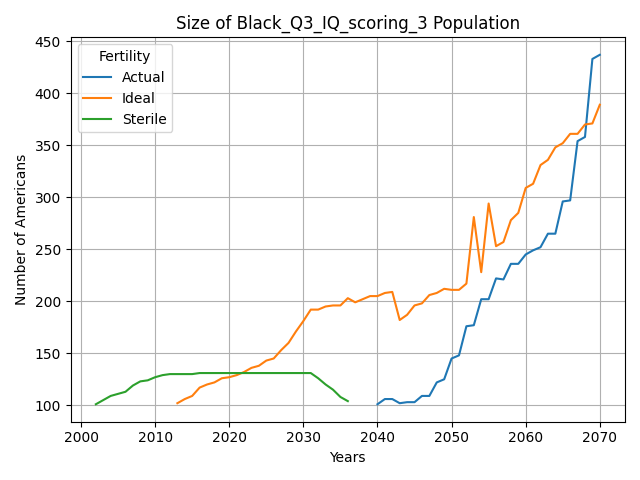 Size of Black_Q3_IQ_scoring_3 Population
Number of Americans
450
400
350
300
250
200
150
100
Fertility
Actual
Ideal
Sterile
2000 2010 2020 2030 2040 2050 2060 2070
Years